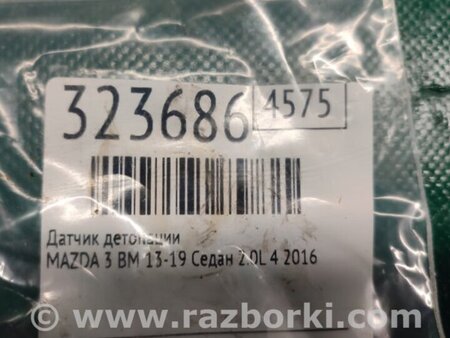 323686 4575
Датчик детонации
MAZDA 3 BM 13-19 Седан 2.0L 4 2016
www.razborki.com